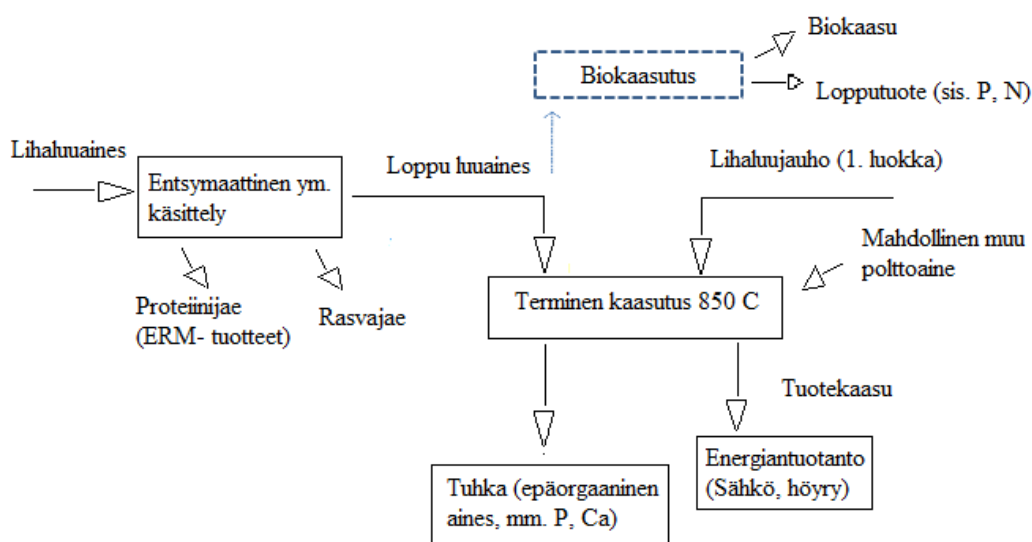 Biokaasu
Biokaasutus
Lopputuote (sis. P, N)
Lihaluuaines
Entsymaattinen ym.
käsittely
Loppu luuaines
Lihaluujauho (1. luokka)
Mahdollinen muu
polttoaine
Proteiinijae
(ERM- tuotteet)
Rasvajae
Terminen kaasutus 850 C
Tuotekaasu
Tuhka (epäorgaaninen
aines, mm. P, Ca)
Energiantuotanto
(Sähkö, höyry)